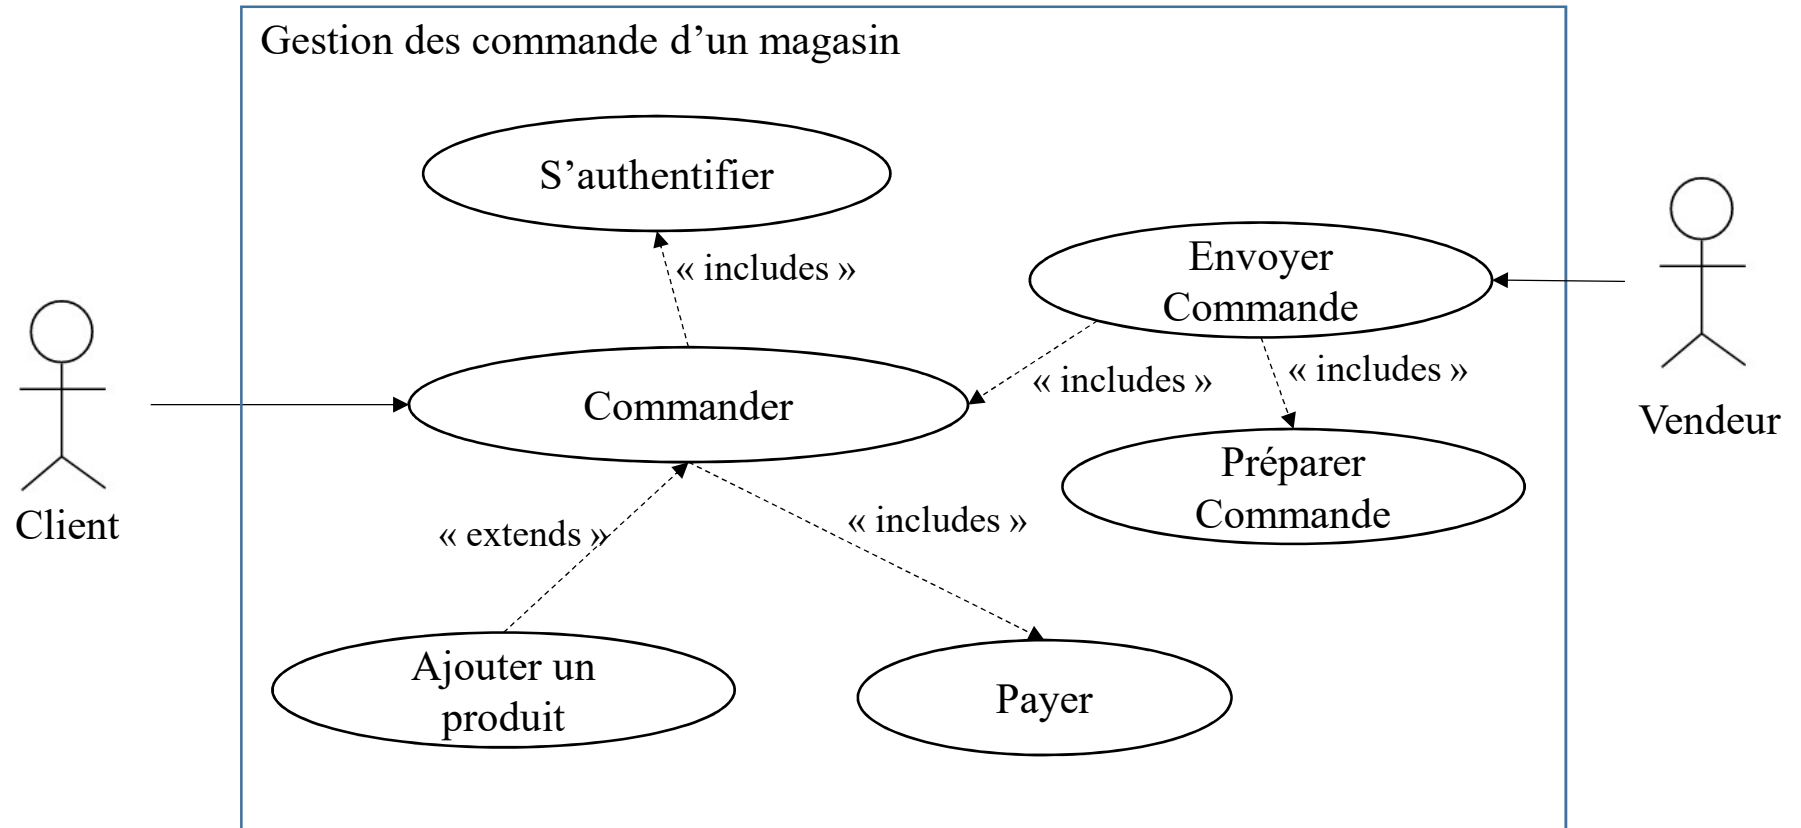 Gestion des commande d’un magasin
S’authentifier
« includes »
Envoyer
Commande
« includes »
« includes »
Commander
Vendeur
Préparer
Commande
Client
« extends »
« includes »
Ajouter un
produit
Payer